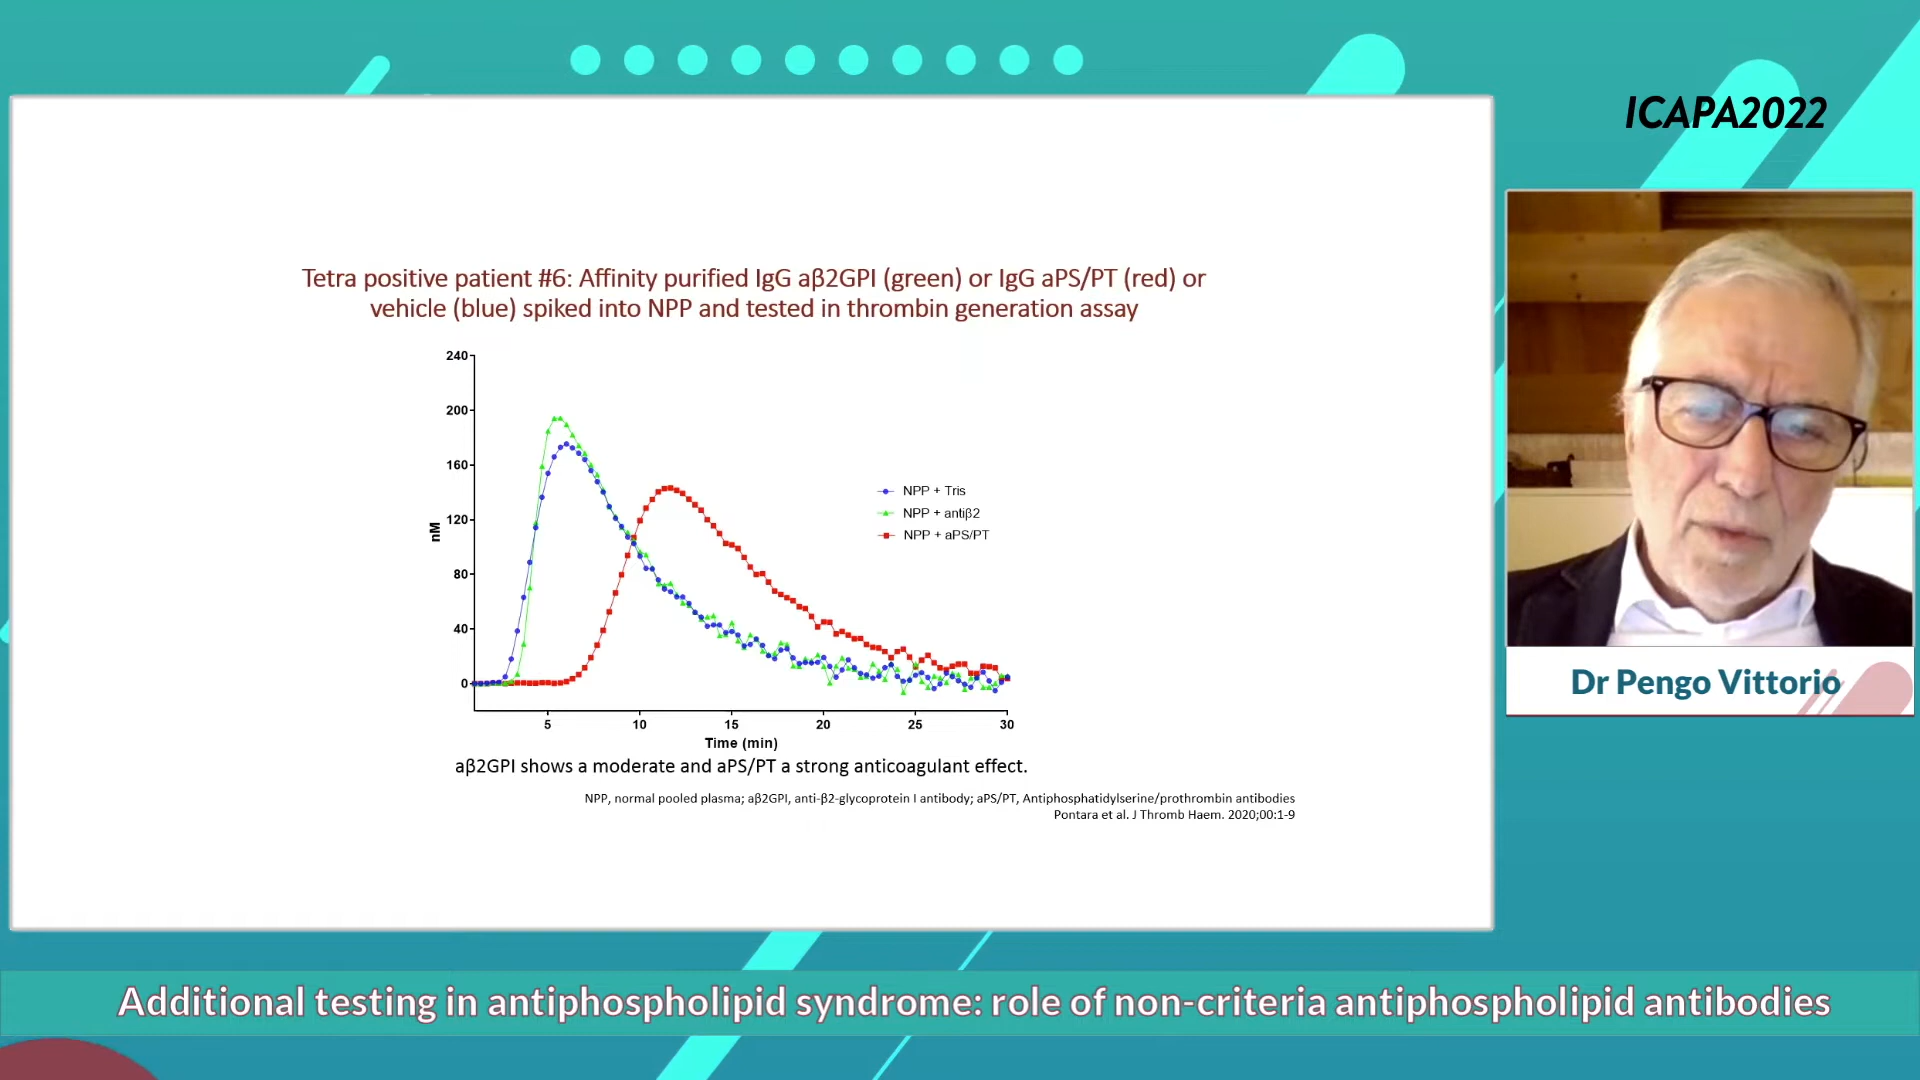 ICAPA2022
Tetra positive patient #6: Affinity purified IgG aβ2GPI (green) or IgG aPS/PT (red) or
vehicle (blue) spiked into NPP and tested in thrombin generation assay
240
200
160
120
80
40
0
nM
NPP + Tris
NPP + antiβ2
NPP + aPS/PT
5 10 15 20 25 30
Time (min)
aβ2GPI shows a moderate and aPS/PT a strong anticoagulant effect.
NPP, normal pooled plasma; aβ2GPI, anti-β2-glycoprotein I antibody; aPS/PT, Antiphosphatidylserine/prothrombin antibodies
Pontara et al. J Thromb Haem. 2020;00:1-9
Dr Pengo Vittorio
Additional testing in antiphospholipid syndrome: role of non-criteria antiphospholipid antibodies